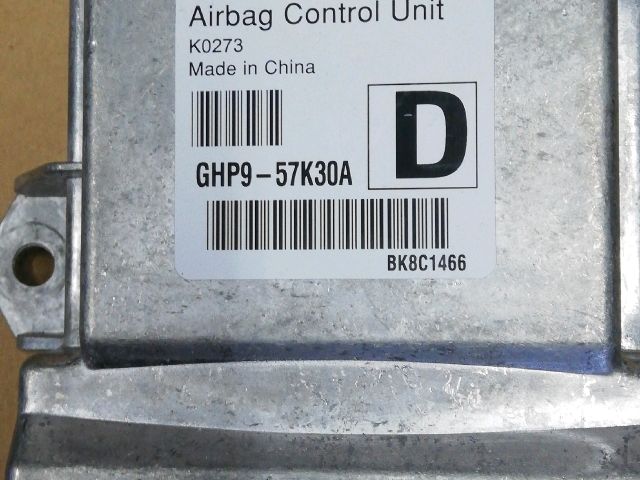 Airbag Control Unit
K0273
Made in China
D
GHP9-57K30A
BK8C1466